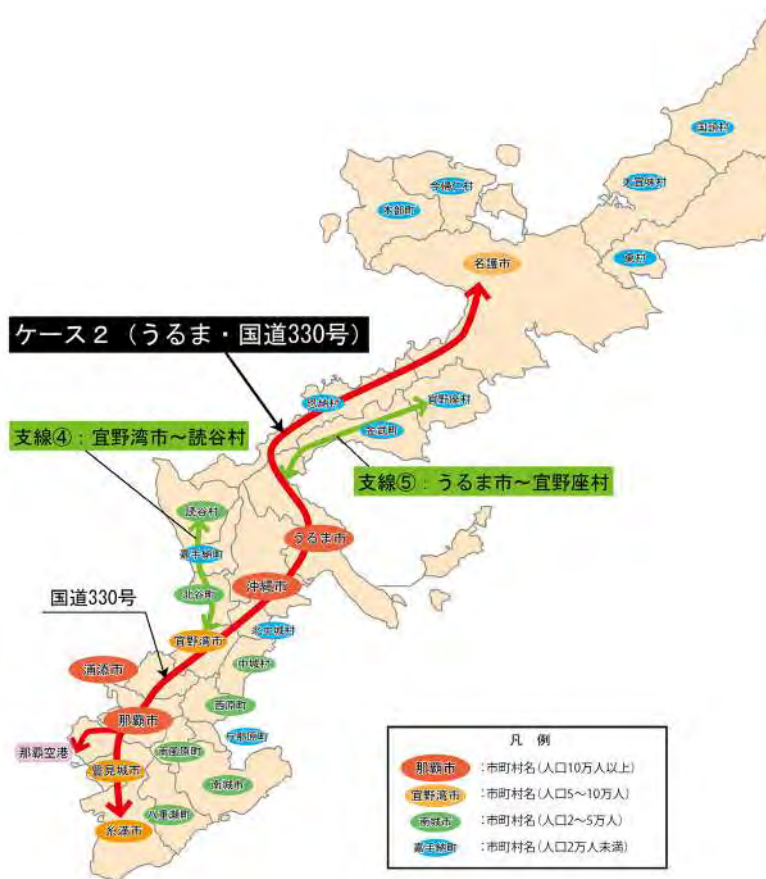 国頭村
大宜味村
今帰仁村
本部町
東村
名護市
ケース2（うるま・国道330号）
恩納村
宜野座村
金武町
支線④：宜野湾市～読谷村
支線⑤：うるま市～宜野座村
読谷村
うるま市
嘉手納町
沖縄市
北谷町
国道330号
宜野湾市
北中城村
浦添市
中城村
西原町
那覇市
与那原町
那覇空港
南風原町
豊見城市
南城市
八重瀬町
糸満市
凡 例
那覇市：市町村名(人口10万人以上)
宜野湾市：市町村名(人口5～10万人)
南城市：市町村名(人口2～5万人)
嘉手納町：市町村名(人口2万人未満)